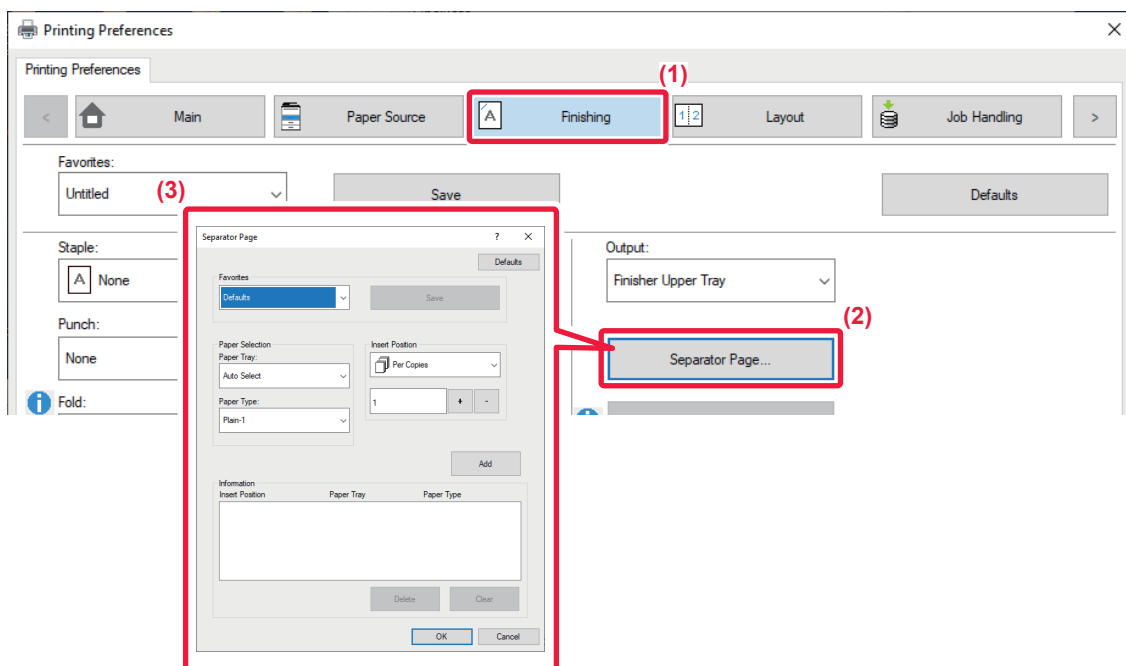 Printing Preferences
Printing Preferences
(1)
<
Main
Paper Source
A
Finishing
1 2
Layout
Job Handling
>
Favorites:
Untitled
Save
Defaults
(3)
Separator Page
?
Defaults
Favorites
Defaults
Save
Paper Selection
Paper Tray:
Auto Select
Paper Type:
Plain-1
Insert Position
Per Copies
1
+
-
Add
Information
Insert Position Paper Tray Paper Type
Delete
Clear
OK
Cancel
Staple:
A None
Punch:
None
Fold:
Output:
Finisher Upper Tray
(2)
Separator Page...